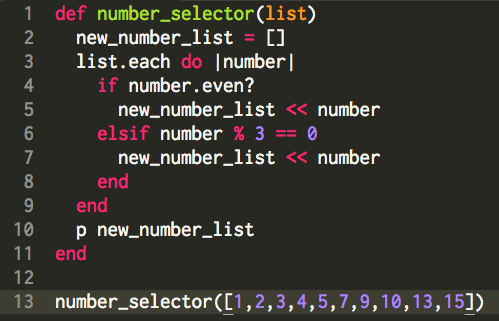 1 def number_selector(list)
2   new_number_list = []
3   list.each do |number|
4     if number.even?
5       new_number_list << number
6     elsif number % 3 == 0
7       new_number_list << number
8     end
9   end
10   p new_number_list
11 end
12
13 number_selector([1,2,3,4,5,7,9,10,13,15])